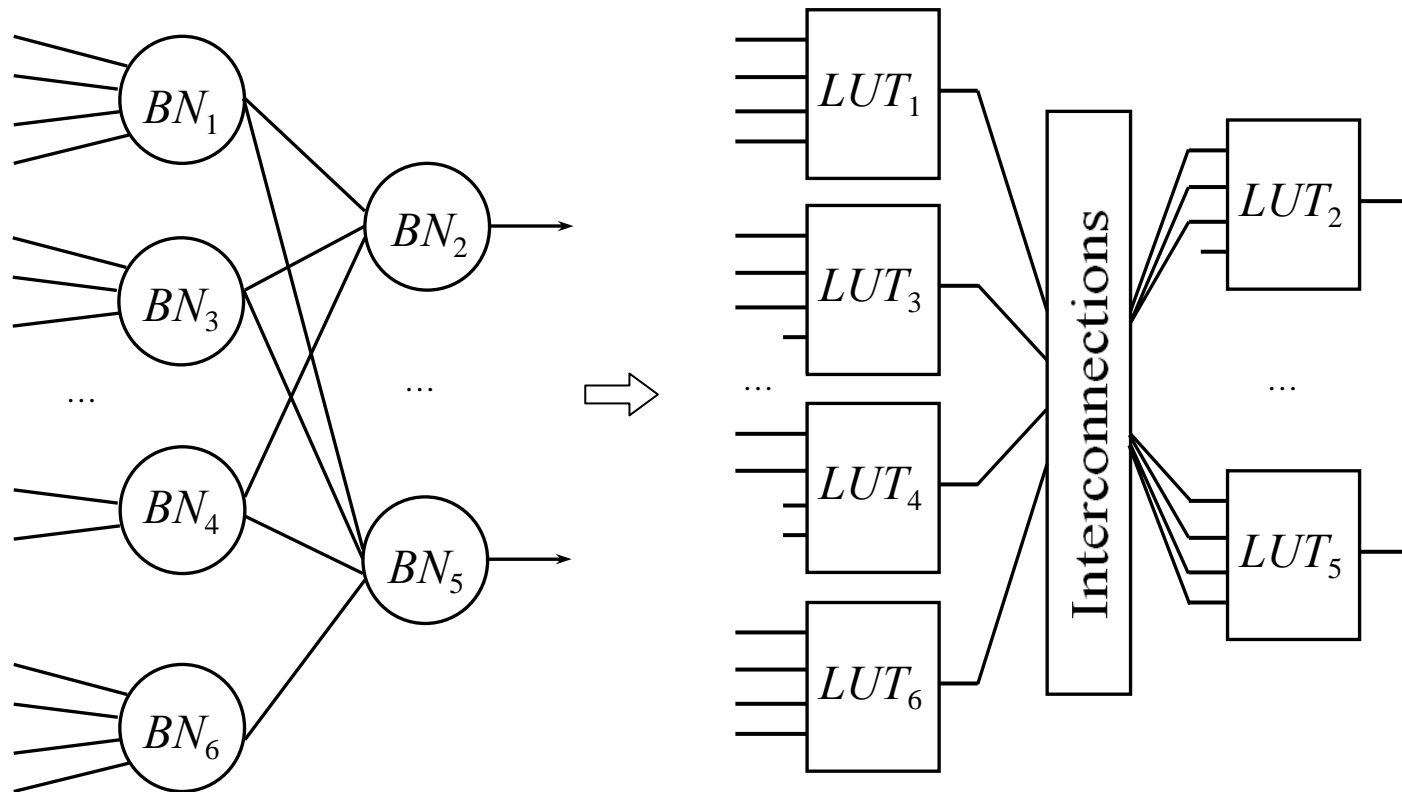 BN₁
BN₂
BN₃
...
...
BN₄
BN₅
BN₆
LUT₁
LUT₂
LUT₃
...
...
LUT₄
LUT₅
LUT₆
Interconnections